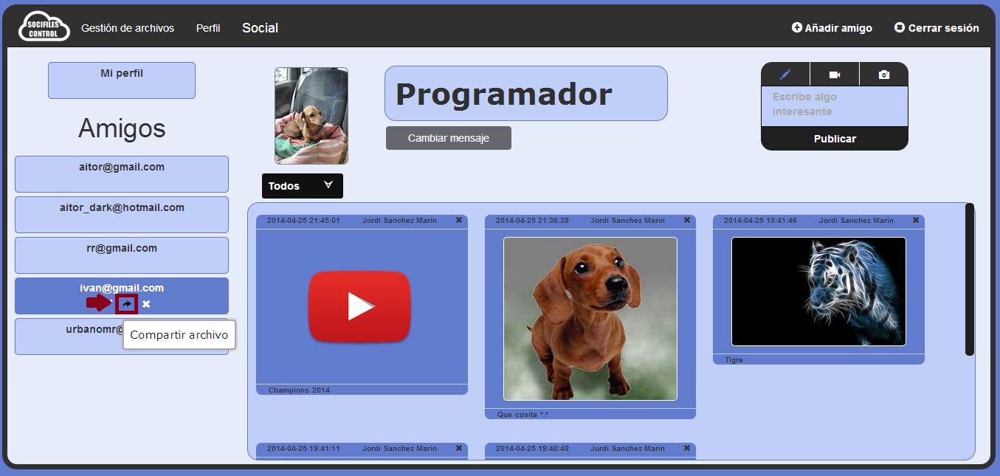 SOCIFILES
CONTROL
Gestión de archivos
Perfil
Social
Añadir amigo
Cerrar sesión
Mi perfil
Amigos
aitor@gmail.com
aitor_dark@hotmail.com
rr@gmail.com
ivan@gmail.com
urbanomr@
Compartir archivo
Programador
Cambiar mensaje
Escribe algo
interesante
Publicar
Todos
2014-04-25 21:45:01 Jordi Sanchez Marin
Champions 2014
2014-04-25 21:36:38 Jordi Sanchez Marin
Que cosita *.*
2014-04-25 19:41:46 Jordi Sanchez Marin
Tigre
2014-04-25 19:41:11 Jordi Sanchez Marin
2014-04-25 19:40:48 Jordi Sanchez Marin